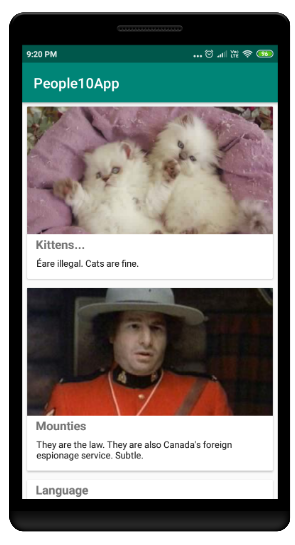 9:20 PM
96
People10App
Kittens...
Éare illegal. Cats are fine.
Mounties
They are the law. They are also Canada's foreign
espionage service. Subtle.
Language